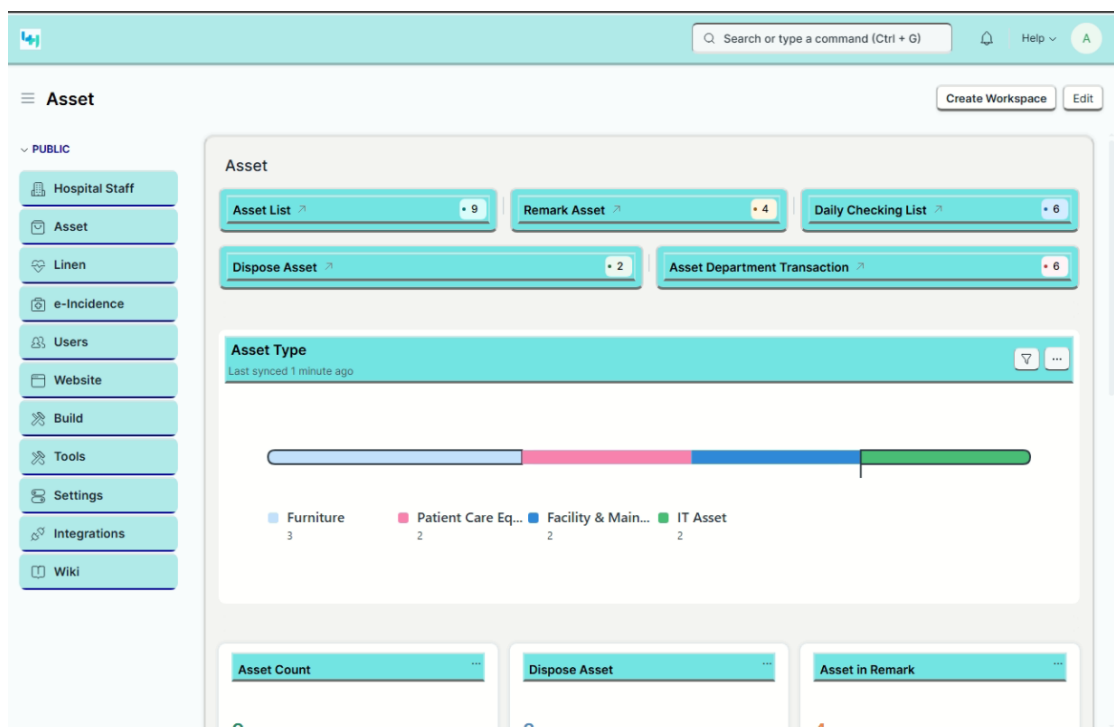 Search or type a command (Ctrl + G)
Help
A
Asset
Create Workspace
Edit
PUBLIC
Hospital Staff
Asset
Linen
e-Incidence
Users
Website
Build
Tools
Settings
Integrations
Wiki
Asset
Asset List • 9
Remark Asset • 4
Daily Checking List • 6
Dispose Asset • 2
Asset Department Transaction • 6
Asset Type
Last synced 1 minute ago
Furniture
3
Patient Care Eq...
2
Facility & Main...
2
IT Asset
2
Asset Count
Dispose Asset
Asset in Remark